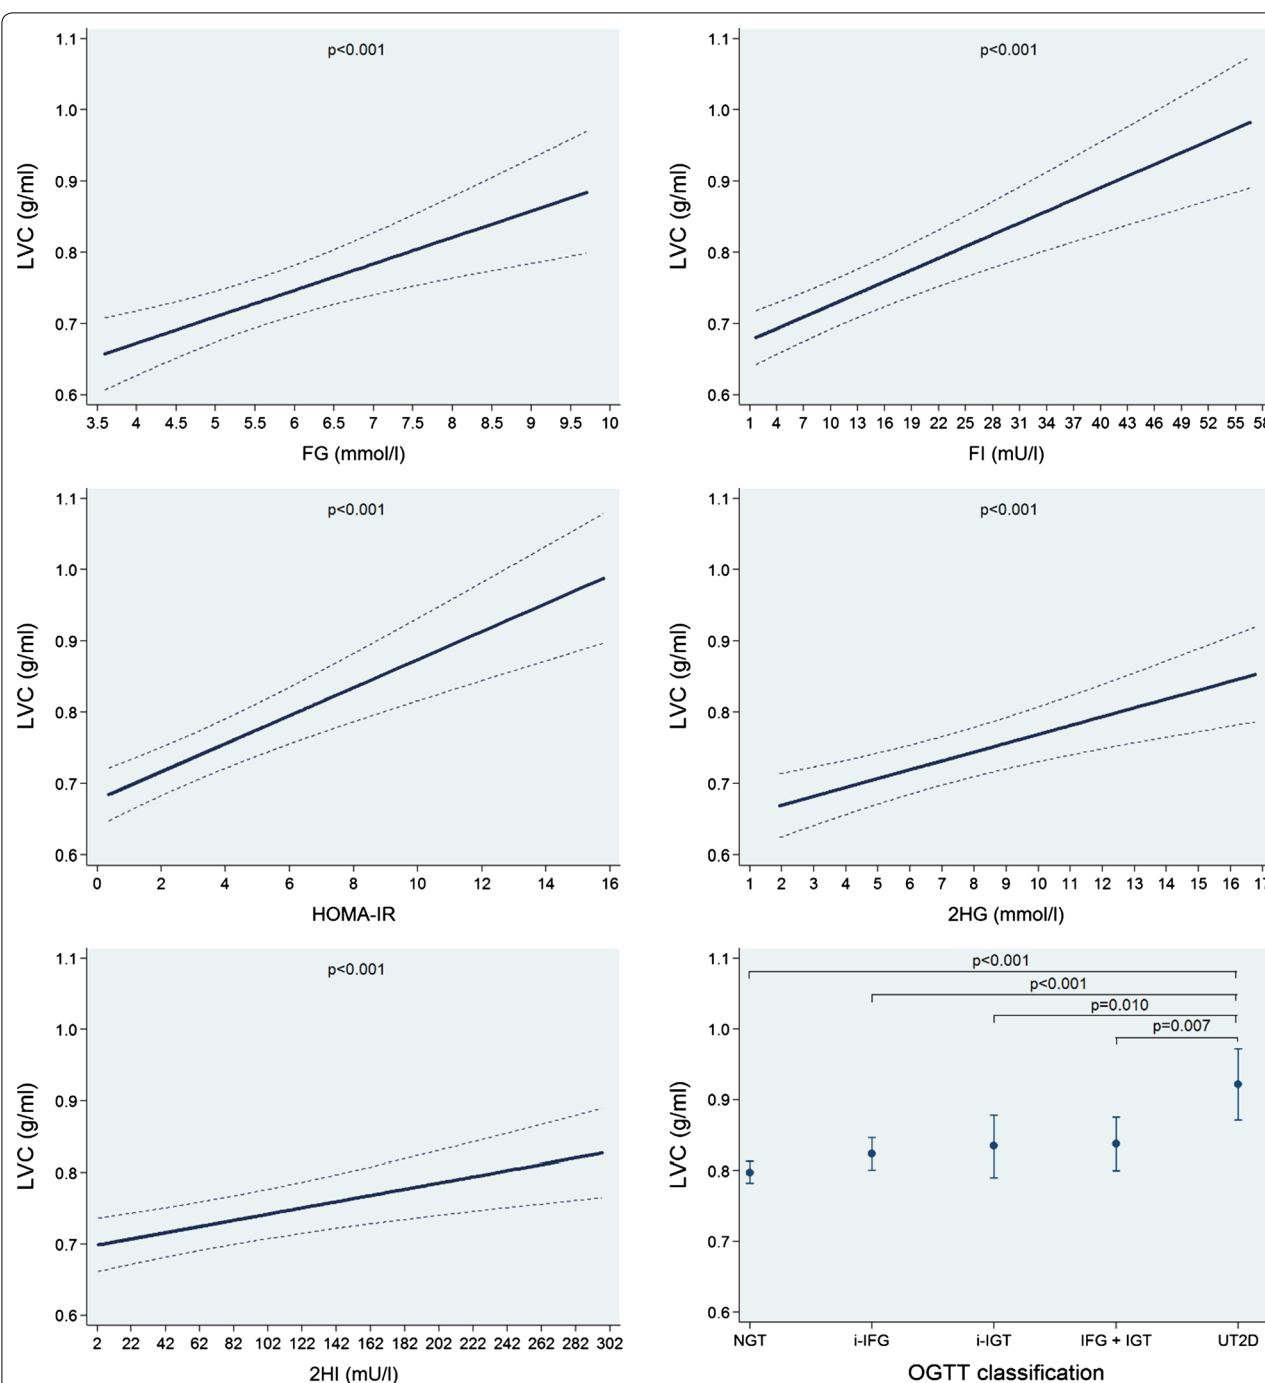 p<0.001
1.1
1.0
0.9
0.8
0.7
0.6
LVC (g/ml)
3.5 4 4.5 5 5.5 6 6.5 7 7.5 8 8.5 9 9.5 10
FG (mmol/l)
p<0.001
1.1
1.0
0.9
0.8
0.7
0.6
LVC (g/ml)
1 4 7 10 13 16 19 22 25 28 31 34 37 40 43 46 49 52 55 58
FI (mU/l)
p<0.001
1.1
1.0
0.9
0.8
0.7
0.6
LVC (g/ml)
0 2 4 6 8 10 12 14 16
HOMA-IR
p<0.001
1.1
1.0
0.9
0.8
0.7
0.6
LVC (g/ml)
1 2 3 4 5 6 7 8 9 10 11 12 13 14 15 16 17
2HG (mmol/l)
p<0.001
1.1
1.0
0.9
0.8
0.7
0.6
LVC (g/ml)
2 22 42 62 82 102 122 142 162 182 202 222 242 262 282 302
2HI (mU/l)
p<0.001
p<0.001
p=0.010
p=0.007
1.1
1.0
0.9
0.8
0.7
0.6
LVC (g/ml)
NGT i-IFG i-IGT IFG + IGT UT2D
OGTT classification